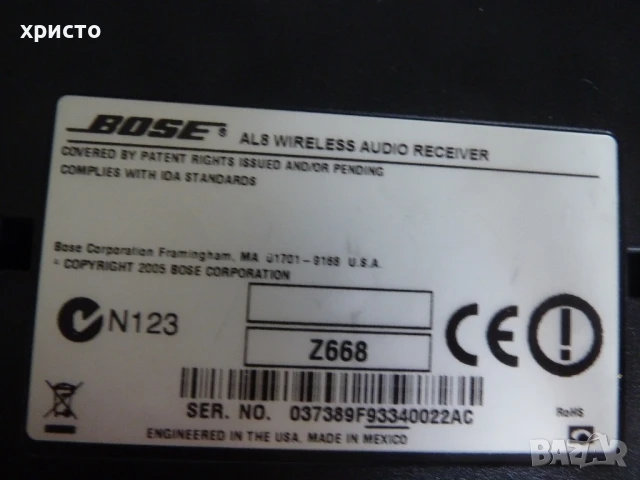 христо
BOSE® AL8 WIRELESS AUDIO RECEIVER
COVERED BY PATENT RIGHTS ISSUED AND/OR PENDING
COMPLIES WITH IDA STANDARDS
Bose Corporation Framingham, MA 01701-9168 U.S.A.
© COPYRIGHT 2005 BOSE CORPORATION
N123
Z668
CE
SER. NO. 037389F93340022AC
RoHS
ENGINEERED IN THE USA. MADE IN MEXICO
BAZAR